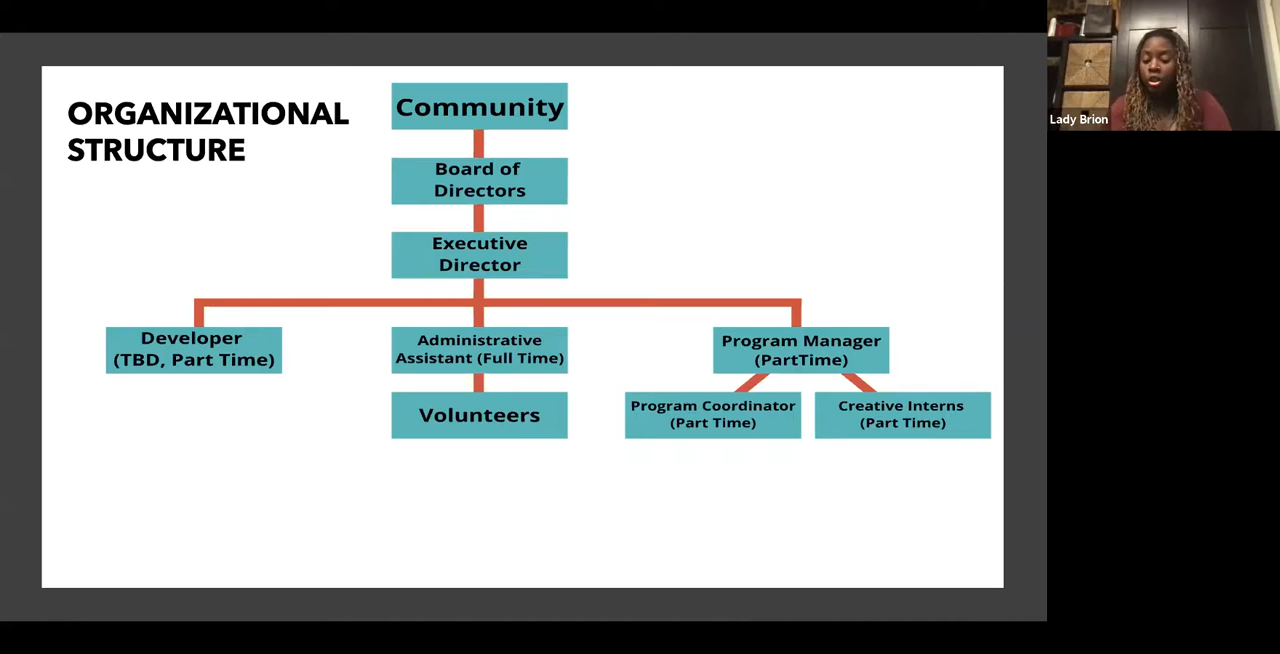 ORGANIZATIONAL
STRUCTURE
Community
Board of
Directors
Executive
Director
Developer
(TBD, Part Time)
Administrative
Assistant (Full Time)
Program Manager
(PartTime)
Volunteers
Program Coordinator
(Part Time)
Creative Interns
(Part Time)
Lady Brion